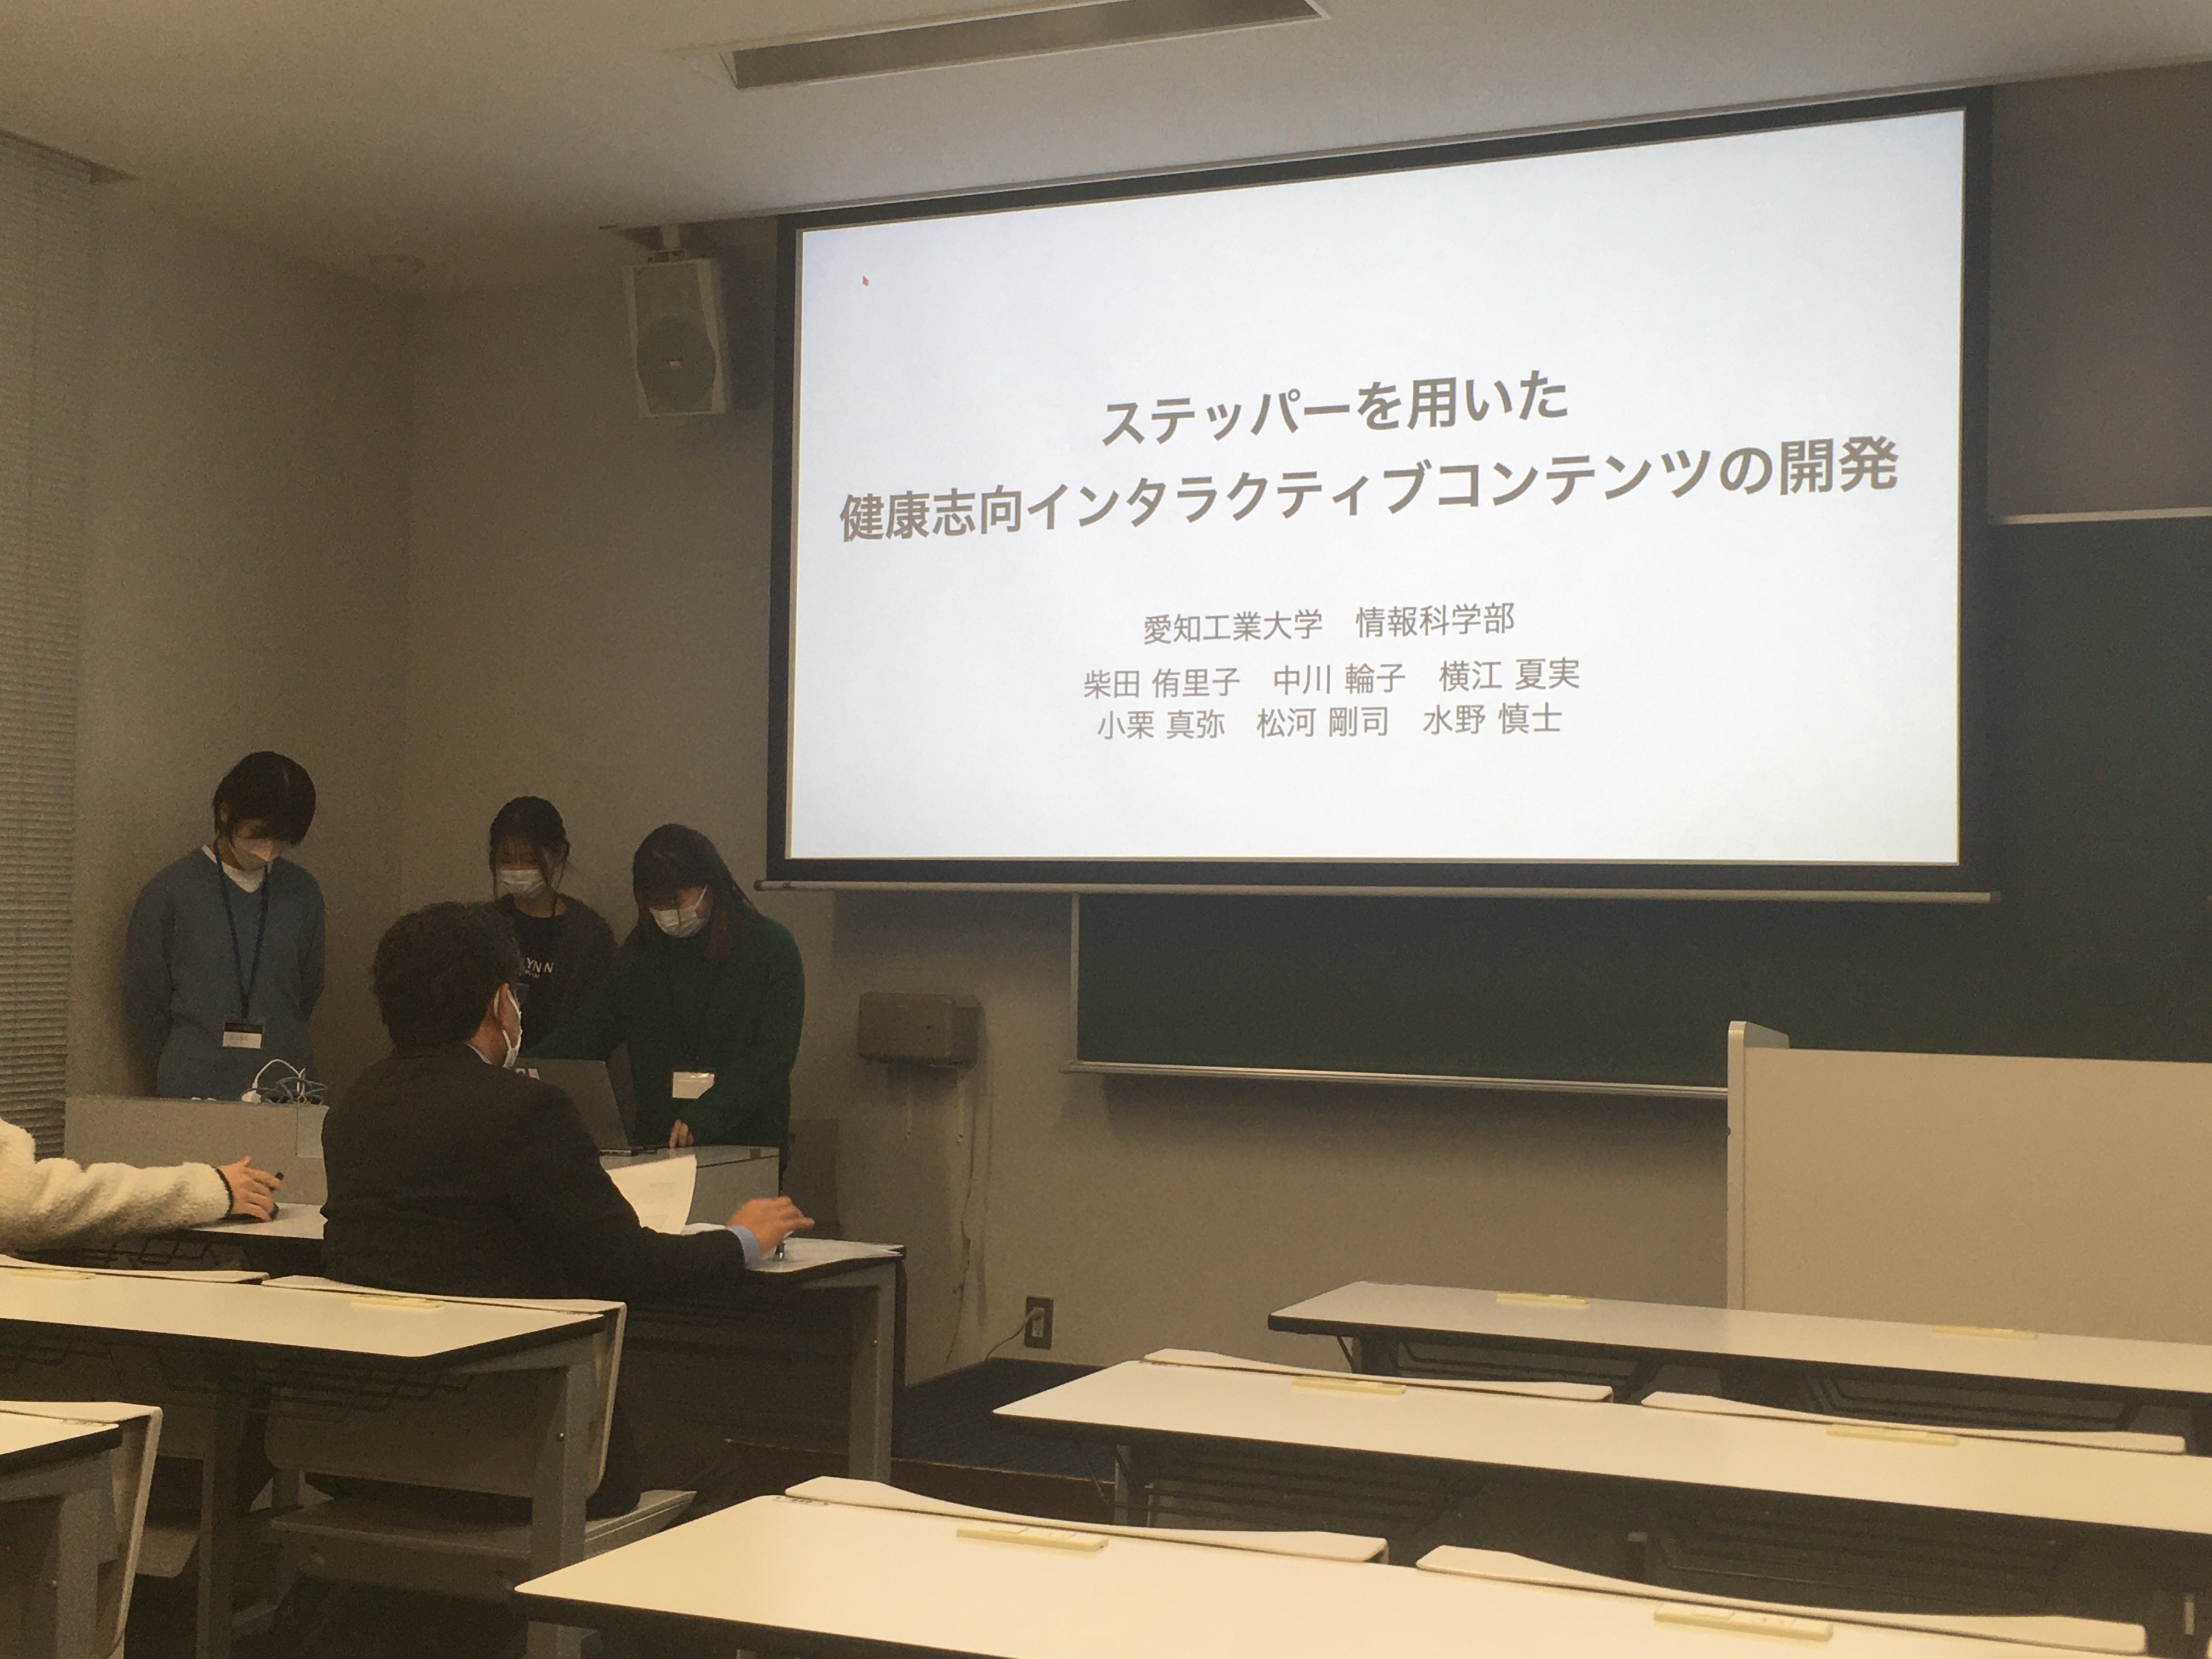 ステッパーを用いた
健康志向インタラクティブコンテンツの開発
愛知工業大学　情報科学部
柴田 侑里子　中川 輪子　横江 夏実
小栗 真弥　松河 剛司　水野 慎士